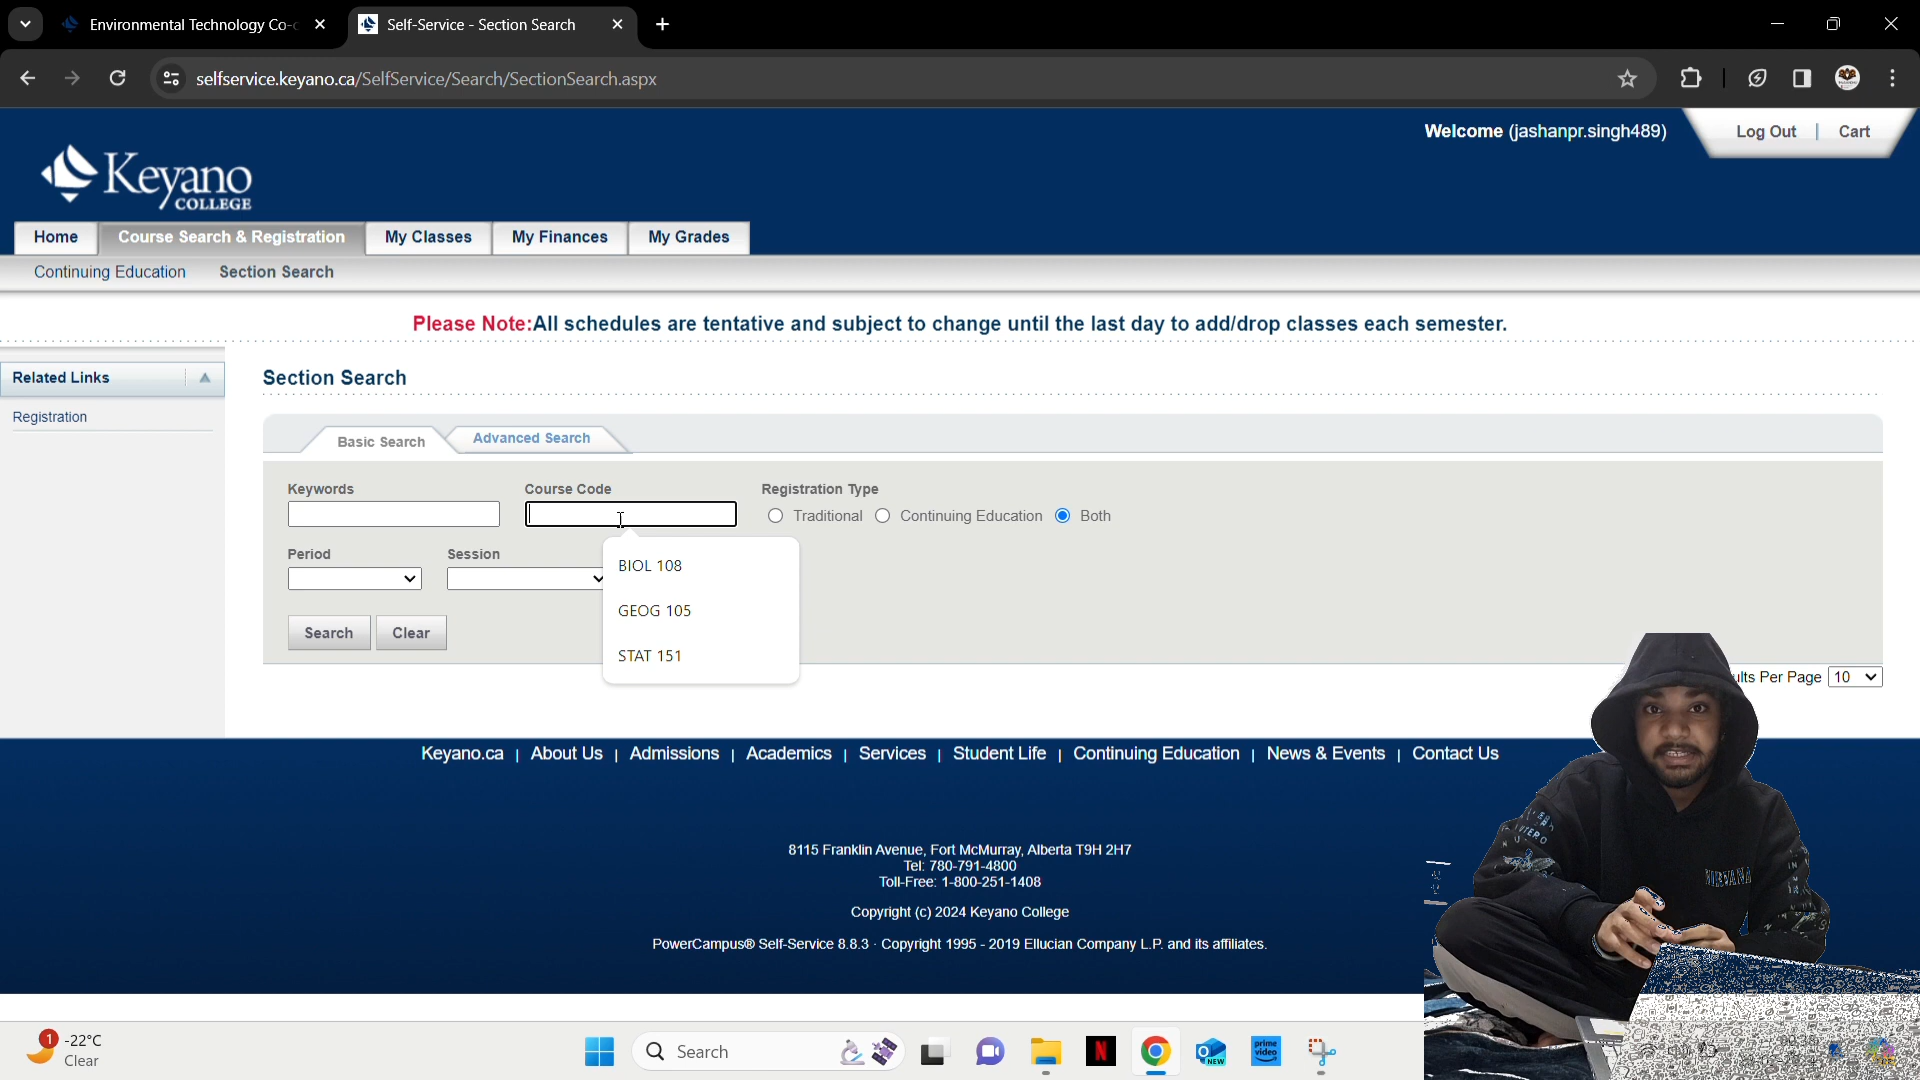 Environmental Technology Co-
Self-Service - Section Search
selfservice.keyano.ca/SelfService/Search/SectionSearch.aspx
Welcome (jashanpr.singh489)
Log Out | Cart
Keyano
COLLEGE
Home
Course Search & Registration
My Classes
My Finances
My Grades
Continuing Education
Section Search
Please Note:All schedules are tentative and subject to change until the last day to add/drop classes each semester.
Related Links
Registration
Section Search
Basic Search
Advanced Search
Keywords
Course Code
Registration Type
Traditional
Continuing Education
Both
Period
Session
BIOL 108
GEOG 105
STAT 151
Search
Clear
ults Per Page
10
Keyano.ca | About Us | Admissions | Academics | Services | Student Life | Continuing Education | News & Events | Contact Us
8115 Franklin Avenue, Fort McMurray, Alberta T9H 2H7
Tel: 780-791-4800
Toll-Free: 1-800-251-1408
Copyright (c) 2024 Keyano College
PowerCampus® Self-Service 8.8.3 · Copyright 1995 - 2019 Ellucian Company L.P. and its affiliates.
NIRVANA
1
-22°C
Clear
Search
N
NEW
prime video